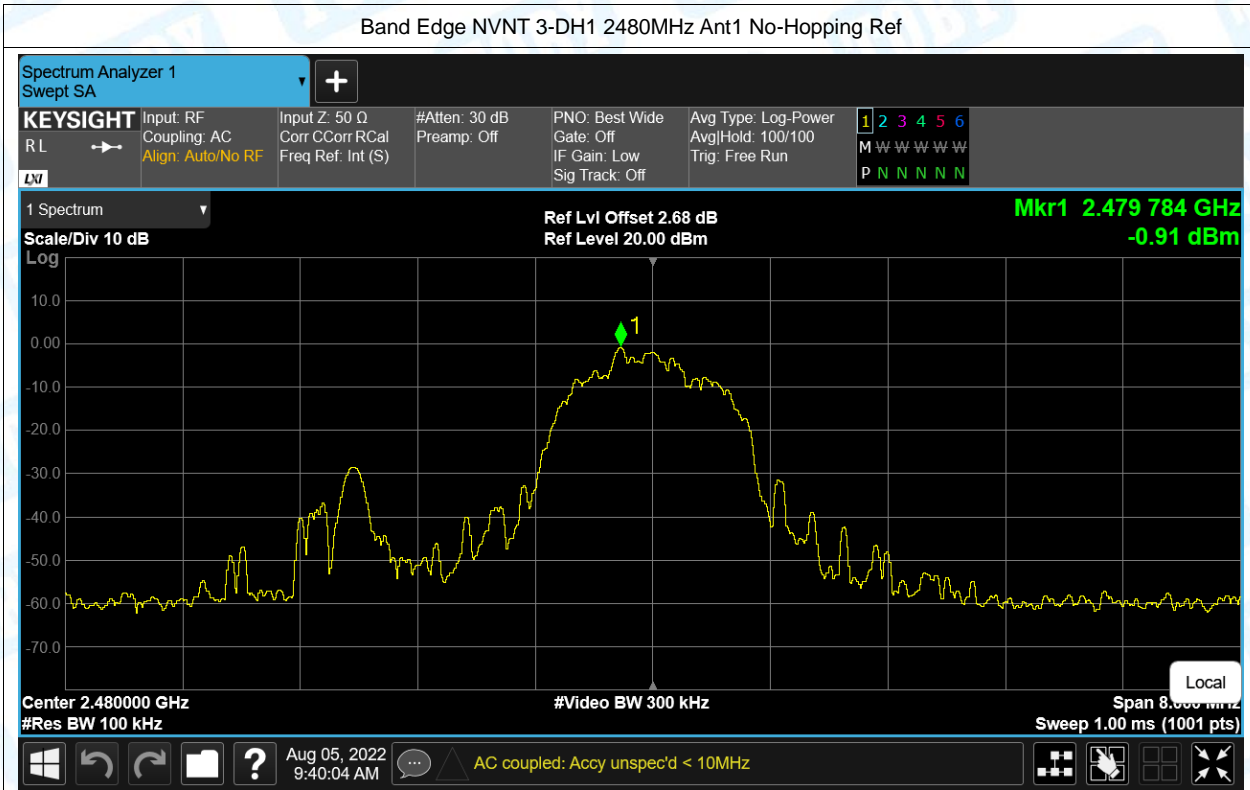 Band Edge NVNT 3-DH1 2480MHz Ant1 No-Hopping Ref
Spectrum Analyzer 1
Swept SA
+
KEYSIGHT
RL
LXI
Input: RF
Coupling: AC
Align: Auto/No RF
Input Z: 50 Ω
Corr CCorr RCal
Freq Ref: Int (S)
#Atten: 30 dB
Preamp: Off
PNO: Best Wide
Gate: Off
IF Gain: Low
Sig Track: Off
Avg Type: Log-Power
Avg|Hold: 100/100
Trig: Free Run
1 2 3 4 5 6
M W W W W W
P N N N N N
1 Spectrum
Scale/Div 10 dB
Ref Lvl Offset 2.68 dB
Ref Level 20.00 dBm
Mkr1 2.479 784 GHz
-0.91 dBm
Log
10.0
0.00
-10.0
-20.0
-30.0
-40.0
-50.0
-60.0
-70.0
1
Local
Center 2.480000 GHz
#Video BW 300 kHz
Span 8.000 MHz
#Res BW 100 kHz
Sweep 1.00 ms (1001 pts)
?
Aug 05, 2022
9:40:04 AM
AC coupled: Accy unspec'd < 10MHz